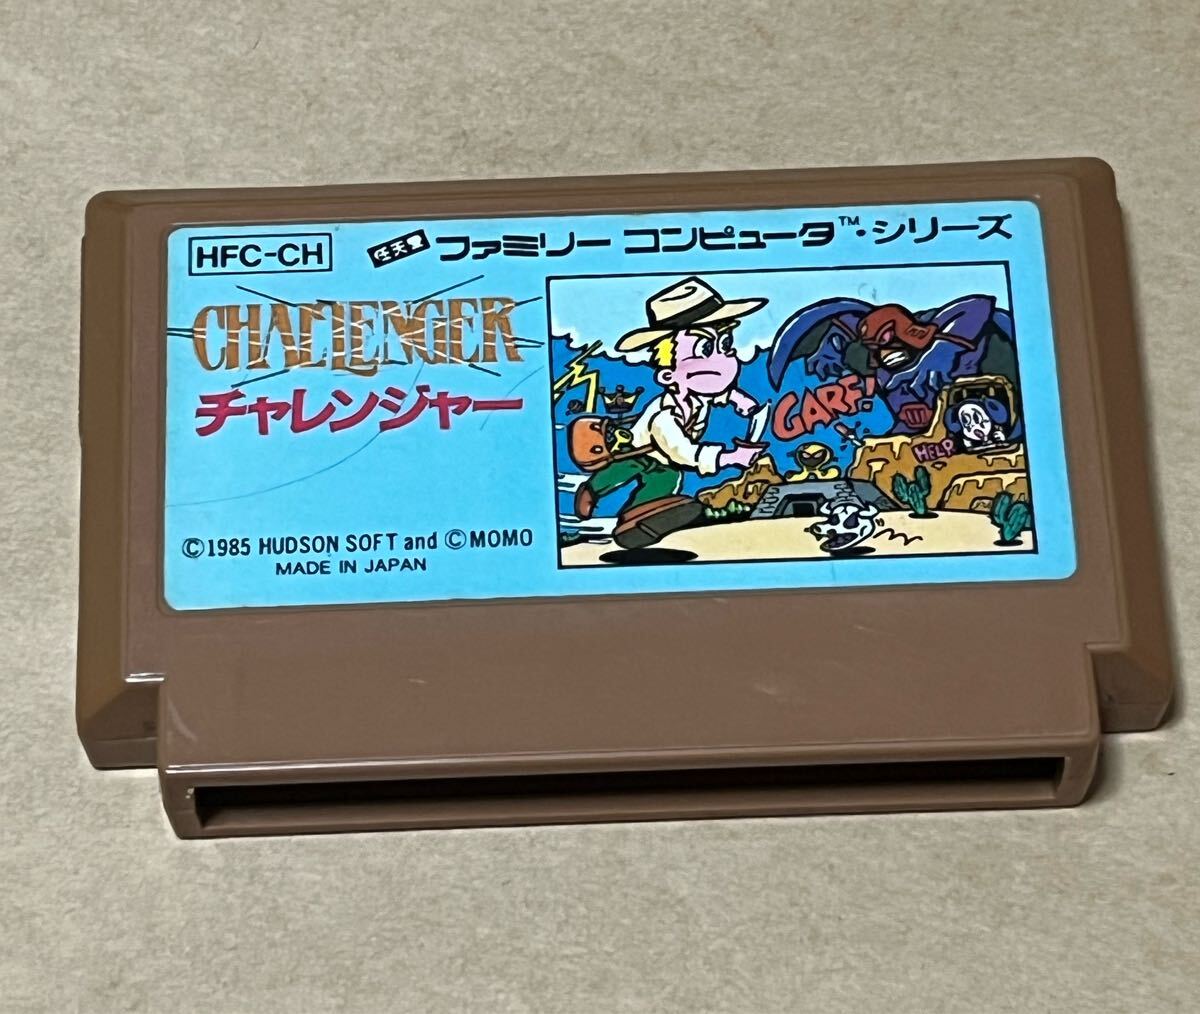 HFC-CH
任天堂 ファミリー コンピュータ™・シリーズ
CHALLENGER
チャレンジャー
GARF!
HELP
©1985 HUDSON SOFT and ©MOMO
MADE IN JAPAN